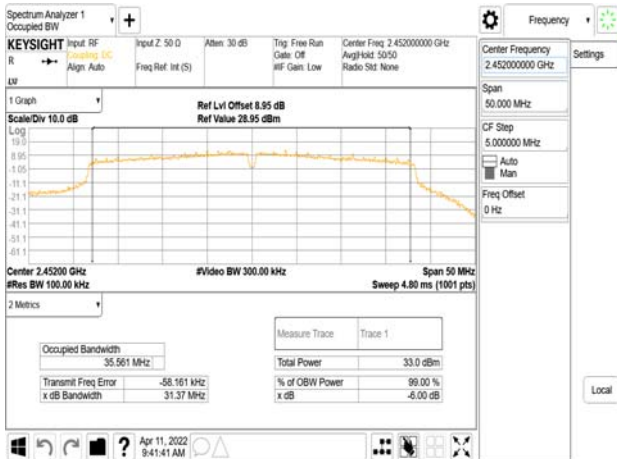 Spectrum Analyzer 1
Occupied BW
Frequency
KEYSIGHT
R
Input: RF
Coupling: DC
Align: Auto
Input Z: 50 Ω
Freq Ref: Int (S)
Atten: 30 dB
Trig: Free Run
Gate: Off
#IF Gain: Low
Center Freq: 2.452000000 GHz
Avg|Hold: 50/50
Radio Std: None
1 Graph
Scale/Div 10.0 dB
Ref Lvl Offset 8.95 dB
Ref Value 28.95 dBm
Log
19.0
8.95
-1.05
-11.1
-21.1
-31.1
-41.1
-51.1
-61.1
Center 2.45200 GHz
#Res BW 100.00 kHz
#Video BW 300.00 kHz
Span 50 MHz
Sweep 4.80 ms (1001 pts)
2 Metrics
Measure Trace Trace 1
Occupied Bandwidth
35.561 MHz
Total Power 33.0 dBm
Transmit Freq Error -58.161 kHz
% of OBW Power 99.00 %
x dB Bandwidth 31.37 MHz
x dB -6.00 dB
Center Frequency
2.452000000 GHz
Settings
Span
50.000 MHz
CF Step
5.000000 MHz
Auto
Man
Freq Offset
0 Hz
Local
Apr 11, 2022
9:41:41 AM